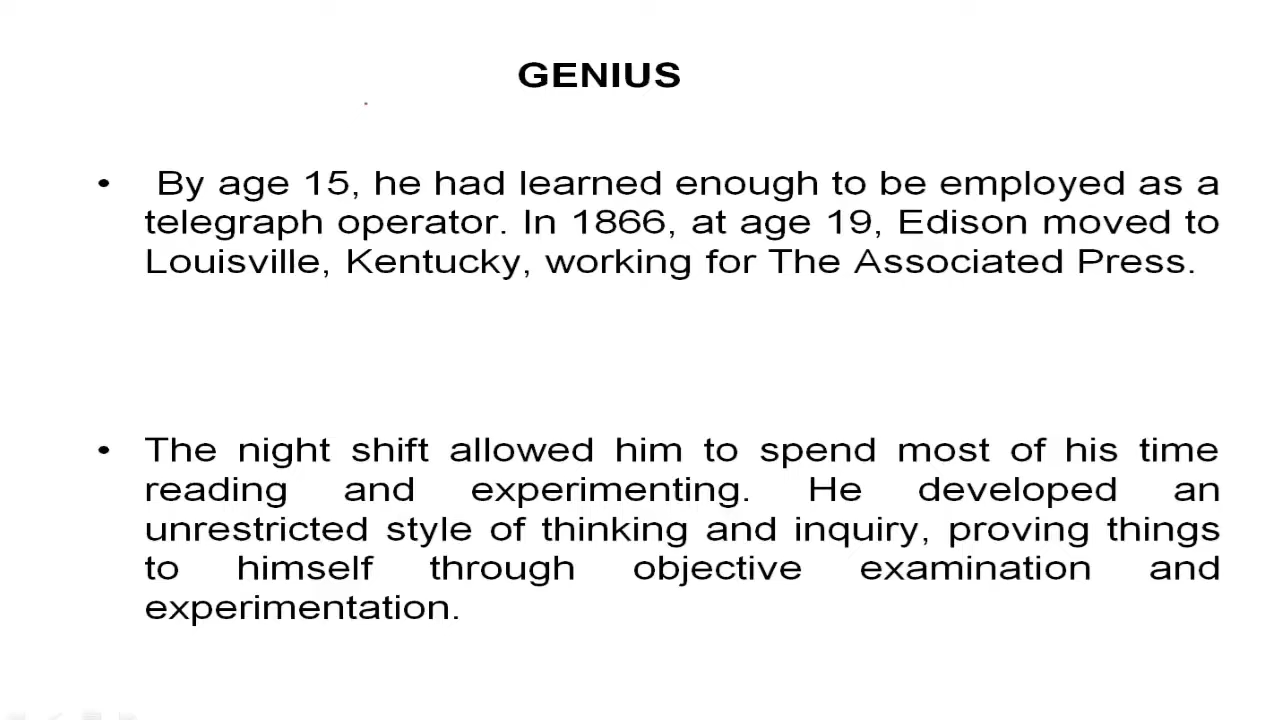 GENIUS
• By age 15, he had learned enough to be employed as a
telegraph operator. In 1866, at age 19, Edison moved to
Louisville, Kentucky, working for The Associated Press.
• The night shift allowed him to spend most of his time
reading and experimenting. He developed an
unrestricted style of thinking and inquiry, proving things
to himself through objective examination and
experimentation.